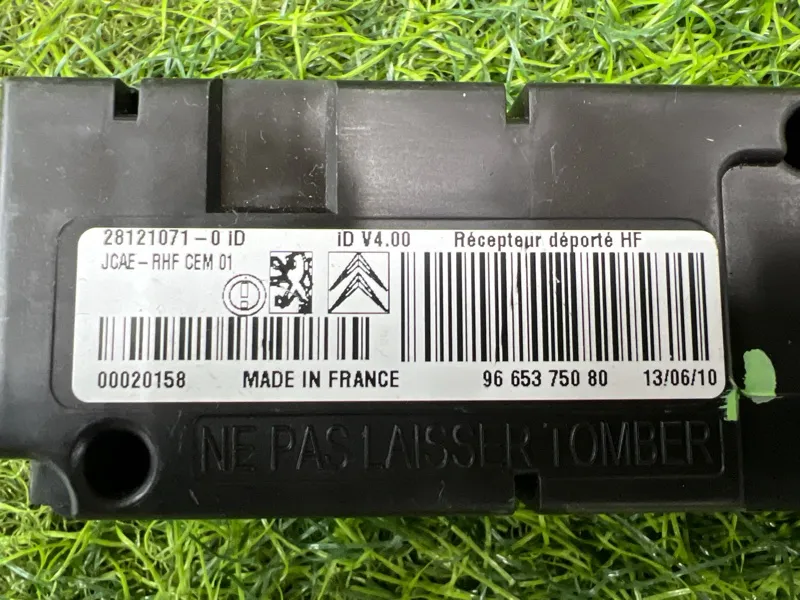 28121071-0 iD iD V4.00 Récepteur déporté HF
JCAE-RHF CEM 01
00020158 MADE IN FRANCE 96 653 750 80 13/06/10
NE PAS LAISSER TOMBER